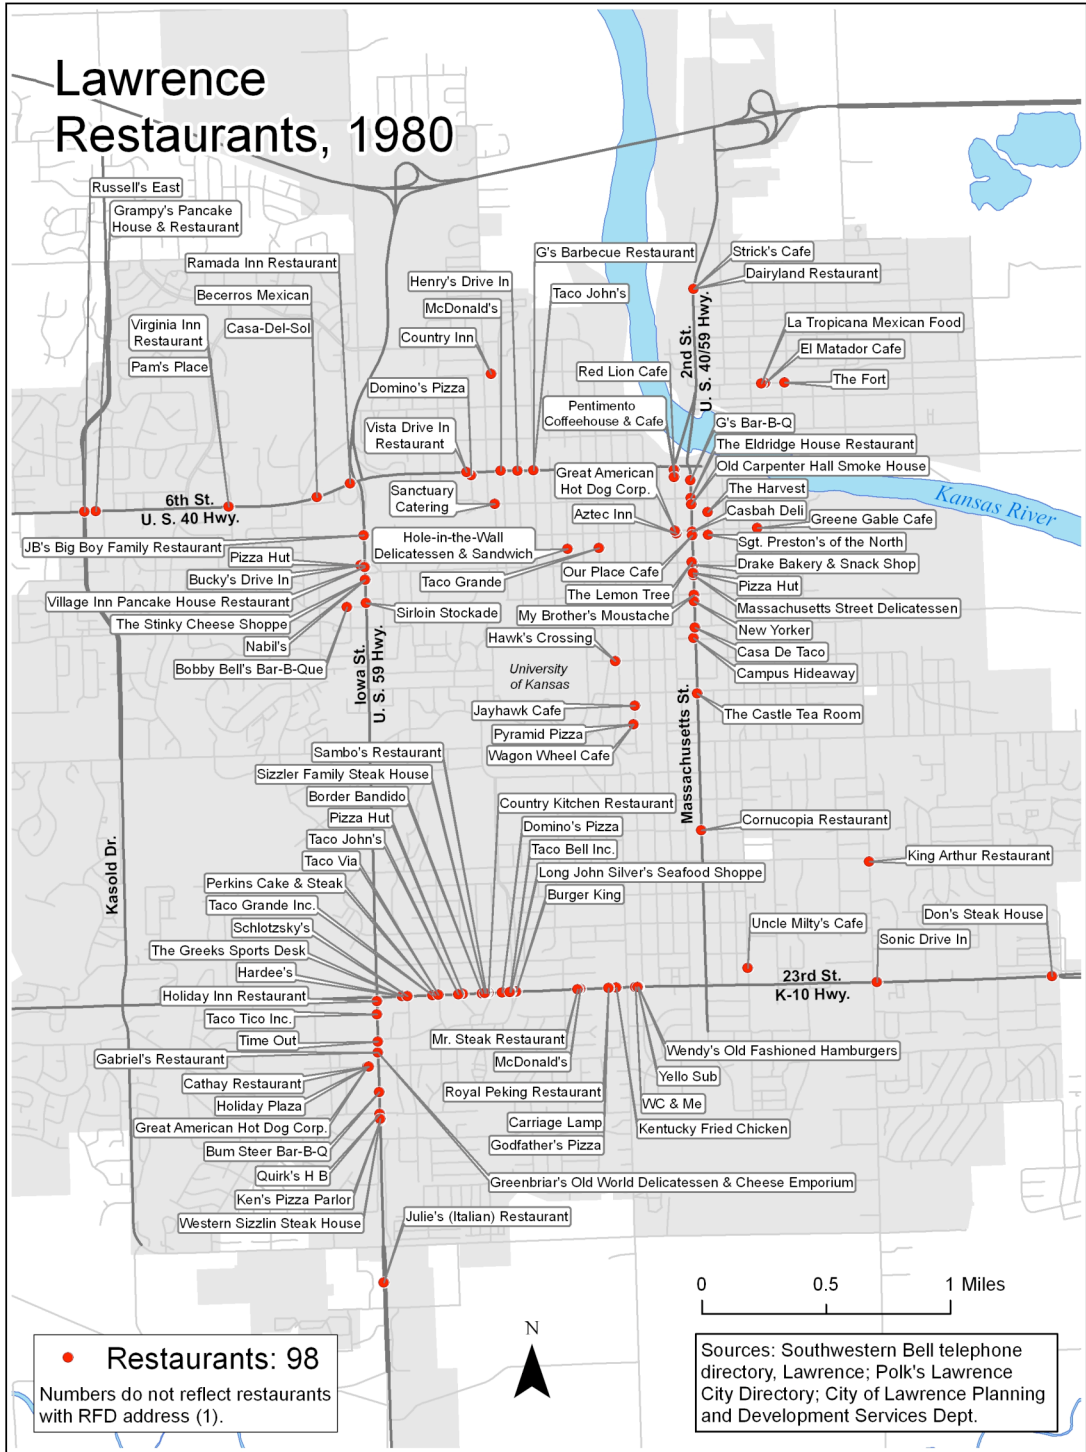 Lawrence
Restaurants, 1980
Russell's East
Grampy's Pancake
House & Restaurant
Ramada Inn Restaurant
Becerros Mexican
Virginia Inn
Restaurant
Casa-Del-Sol
Pam's Place
Henry's Drive In
McDonald's
Country Inn
Domino's Pizza
Vista Drive In
Restaurant
G's Barbecue Restaurant
Taco John's
Red Lion Cafe
Pentimento
Coffeehouse & Cafe
Great American
Hot Dog Corp.
Aztec Inn
Sanctuary
Catering
Hole-in-the-Wall
Delicatessen & Sandwich
Taco Grande
Our Place Cafe
The Lemon Tree
My Brother's Moustache
Hawk's Crossing
University
of Kansas
Jayhawk Cafe
Pyramid Pizza
Wagon Wheel Cafe
Strick's Cafe
Dairyland Restaurant
2nd St.
U. S. 40/59 Hwy.
La Tropicana Mexican Food
El Matador Cafe
The Fort
G's Bar-B-Q
The Eldridge House Restaurant
Old Carpenter Hall Smoke House
The Harvest
Casbah Deli
Greene Gable Cafe
Kansas River
Sgt. Preston's of the North
Drake Bakery & Snack Shop
Pizza Hut
Massachusetts Street Delicatessen
New Yorker
Casa De Taco
Campus Hideaway
The Castle Tea Room
Massachusetts St.
Cornucopia Restaurant
King Arthur Restaurant
6th St.
U. S. 40 Hwy.
JB's Big Boy Family Restaurant
Pizza Hut
Bucky's Drive In
Village Inn Pancake House Restaurant
The Stinky Cheese Shoppe
Nabil's
Bobby Bell's Bar-B-Que
Sirloin Stockade
Iowa St.
U. S. 59 Hwy.
Kasold Dr.
Sambo's Restaurant
Sizzler Family Steak House
Border Bandido
Pizza Hut
Taco John's
Taco Via
Perkins Cake & Steak
Taco Grande Inc.
Schlotzsky's
The Greeks Sports Desk
Hardee's
Holiday Inn Restaurant
Taco Tico Inc.
Time Out
Gabriel's Restaurant
Cathay Restaurant
Holiday Plaza
Great American Hot Dog Corp.
Bum Steer Bar-B-Q
Quirk's H B
Ken's Pizza Parlor
Western Sizzlin Steak House
Country Kitchen Restaurant
Domino's Pizza
Taco Bell Inc.
Long John Silver's Seafood Shoppe
Burger King
Uncle Milty's Cafe
Don's Steak House
Sonic Drive In
23rd St.
K-10 Hwy.
Mr. Steak Restaurant
McDonald's
Royal Peking Restaurant
Carriage Lamp
Godfather's Pizza
Wendy's Old Fashioned Hamburgers
Yello Sub
WC & Me
Kentucky Fried Chicken
Greenbriar's Old World Delicatessen & Cheese Emporium
Julie's (Italian) Restaurant
0 0.5 1 Miles
N
Restaurants: 98
Numbers do not reflect restaurants
with RFD address (1).
Sources: Southwestern Bell telephone
directory, Lawrence; Polk's Lawrence
City Directory; City of Lawrence Planning
and Development Services Dept.